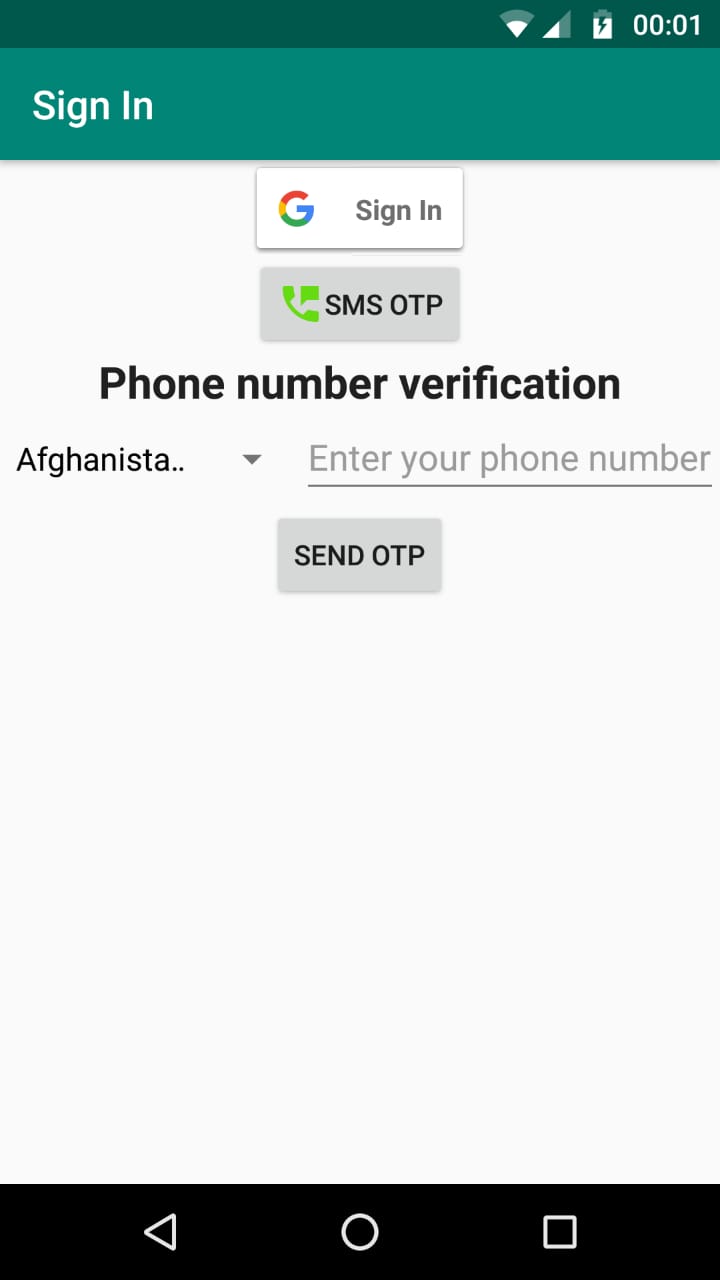 00:01
Sign In
Sign In
SMS OTP
Phone number verification
Afghanista.. Enter your phone number
SEND OTP